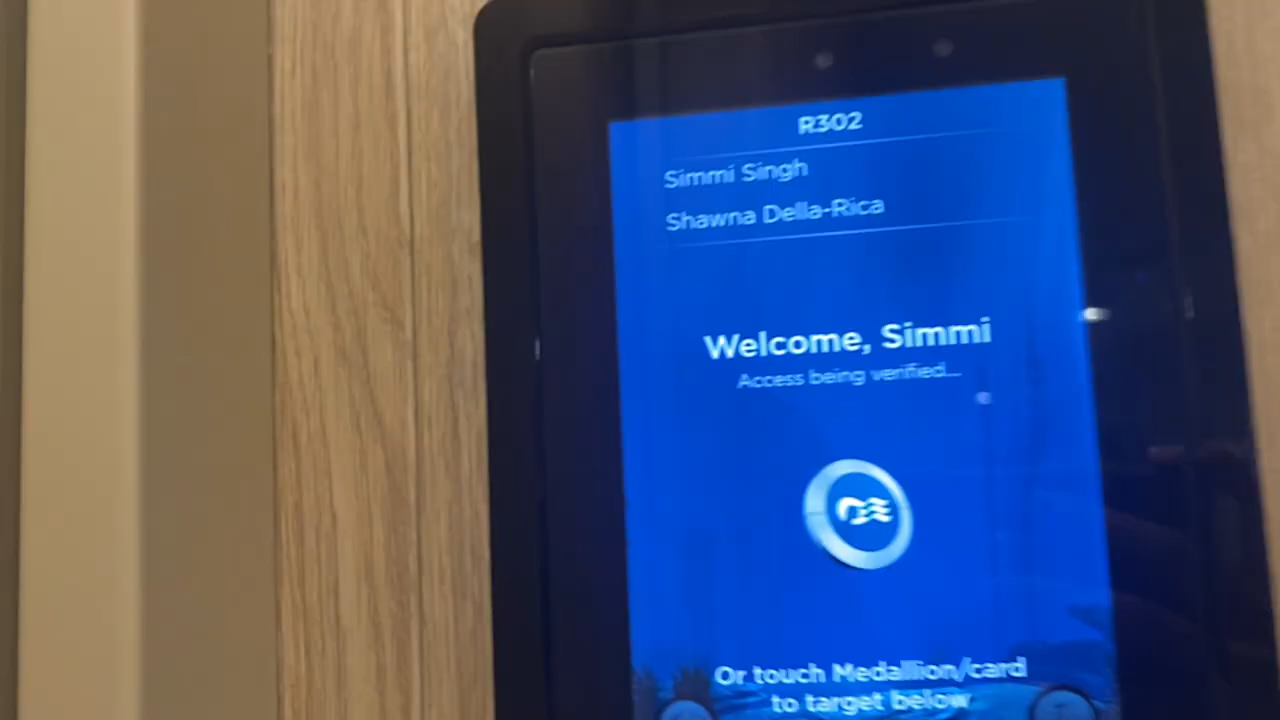 R302
Simmi Singh
Shawna Della-Rica
Welcome, Simmi
Access being verified...
Or touch Medallion/card
to target below